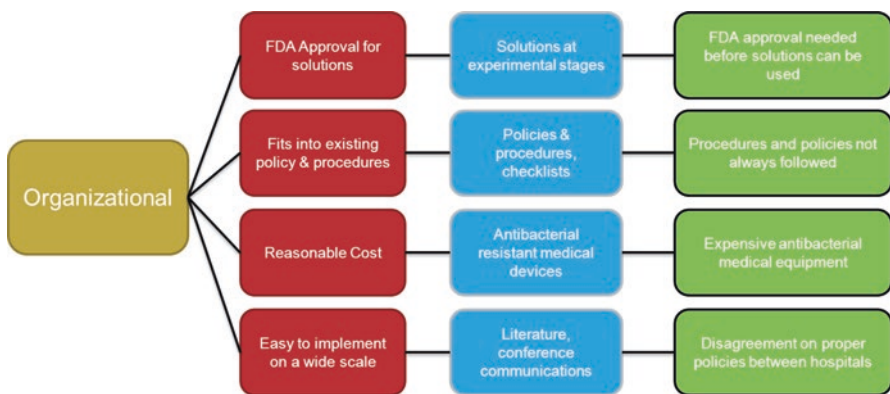 Organizational
FDA Approval for
solutions
Solutions at
experimental stages
FDA approval needed
before solutions can be
used
Fits into existing
policy & procedures
Policies &
procedures,
checklists
Procedures and policies not
always followed
Reasonable Cost
Antibacterial
resistant medical
devices
Expensive antibacterial
medical equipment
Easy to implement
on a wide scale
Literature,
conference
communications
Disagreement on proper
policies between hospitals